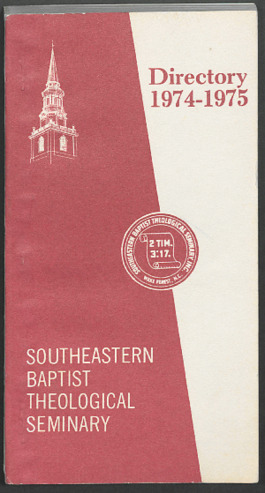 Directory
1974-1975
SOUTHEASTERN BAPTIST THEOLOGICAL SEMINARY, INC.
2 TIM.
3:17.
WAKE FOREST, N.C.
SOUTHEASTERN
BAPTIST
THEOLOGICAL
SEMINARY